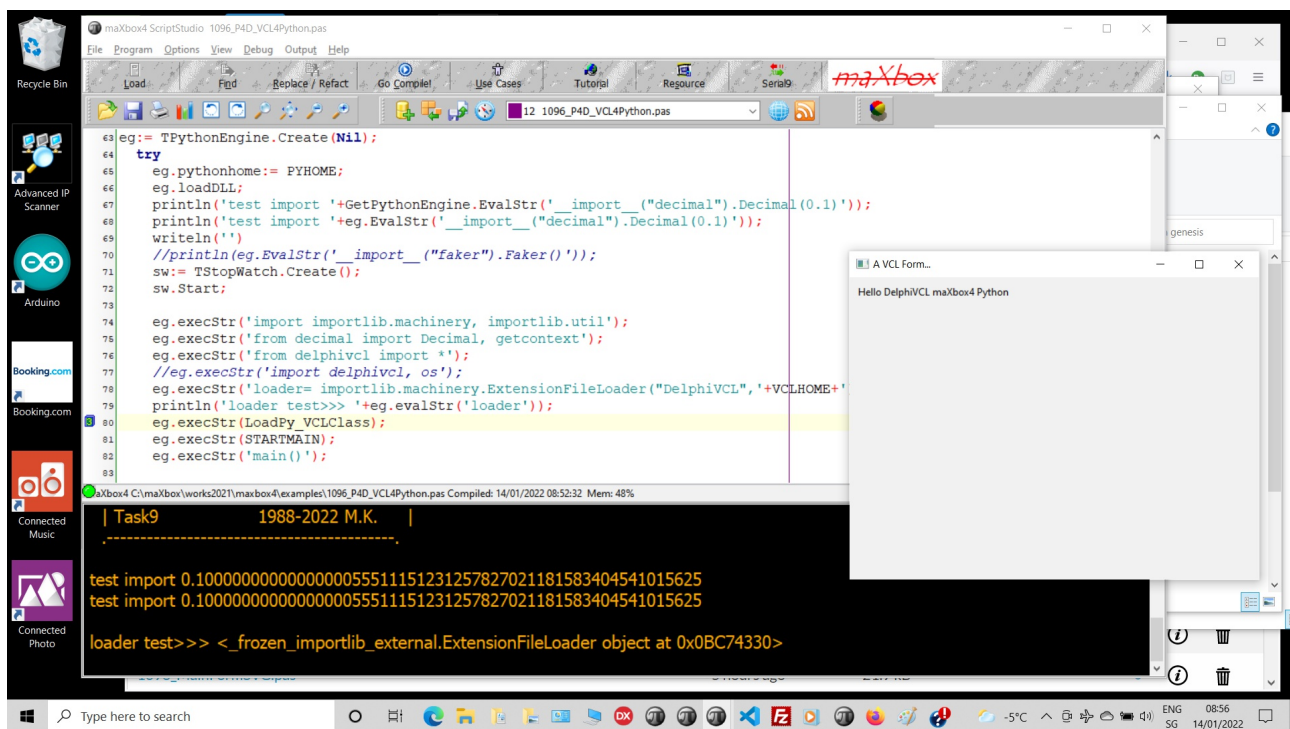 Recycle Bin
Advanced IP
Scanner
Arduino
Booking.com
Booking.com
Connected
Music
Connected
Photo
maXbox4 ScriptStudio 1096_P4D_VCL4Python.pas
File Program Options View Debug Output Help
Load Find Replace / Refact Go Compile! Use Cases Tutorial Resource Serial9 maXbox
12 1096_P4D_VCL4Python.pas
63 eg:= TPythonEngine.Create(Nil);
64 try
65 eg.pythonhome:= PYHOME;
66 eg.loadDLL;
67 println('test import '+GetPythonEngine.EvalStr('__import__("decimal").Decimal(0.1)'));
68 println('test import '+eg.EvalStr('__import__("decimal").Decimal(0.1)'));
69 writeln('')
70 //println(eg.EvalStr('__import__("faker").Faker()'));
71 sw:= TStopWatch.Create();
72 sw.Start;
73
74 eg.execStr('import importlib.machinery, importlib.util');
75 eg.execStr('from decimal import Decimal, getcontext');
76 eg.execStr('from delphivcl import *');
77 //eg.execStr('import delphivcl, os');
78 eg.execStr('loader= importlib.machinery.ExtensionFileLoader("DelphiVCL",'+VCLHOME+'
79 println('loader test>>> '+eg.evalStr('loader'));
80 eg.execStr(LoadPy_VCLClass);
81 eg.execStr(STARTMAIN);
82 eg.execStr('main()');
83
aXbox4 C:\maXbox\works2021\maxbox4\examples\1096_P4D_VCL4Python.pas Compiled: 14/01/2022 08:52:32 Mem: 48%
| Task9 1988-2022 M.K. |
.-------------------------------------------.
test import 0.1000000000000000055511151231257827021181583404541015625
test import 0.1000000000000000055511151231257827021181583404541015625
loader test>>> <_frozen_importlib_external.ExtensionFileLoader object at 0x0BC74330>
genesis
A VCL Form...
Hello DelphiVCL maXbox4 Python
Type here to search
-5°C
ENG
SG
08:56
14/01/2022